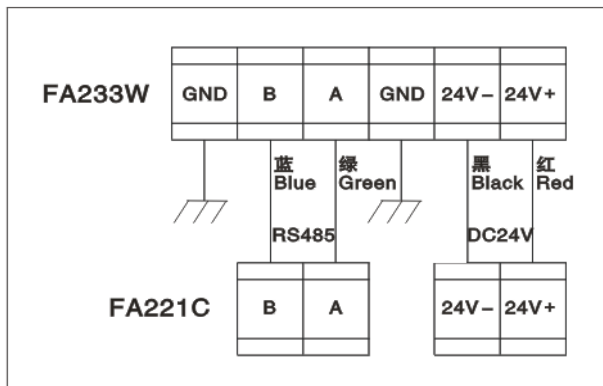 FA233W GND B A GND 24V- 24V+
蓝 绿 黑 红
Blue Green Black Red
RS485 DC24V
FA221C B A 24V- 24V+